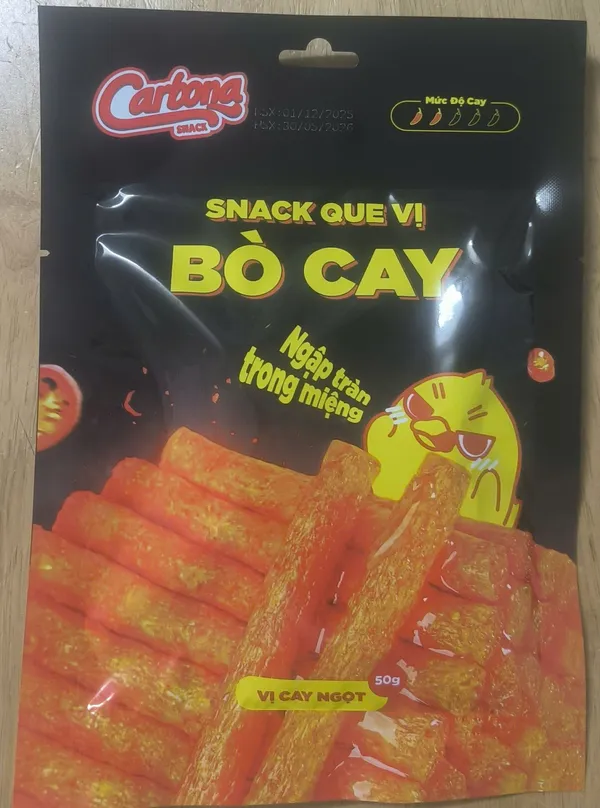 Carbona
SNACK
NSX:01/12/2025
HSX:30/05/2026
Mức Độ Cay
SNACK QUE VỊ
BÒ CAY
Ngập tràn
trong miệng
50g
VỊ CAY NGỌT